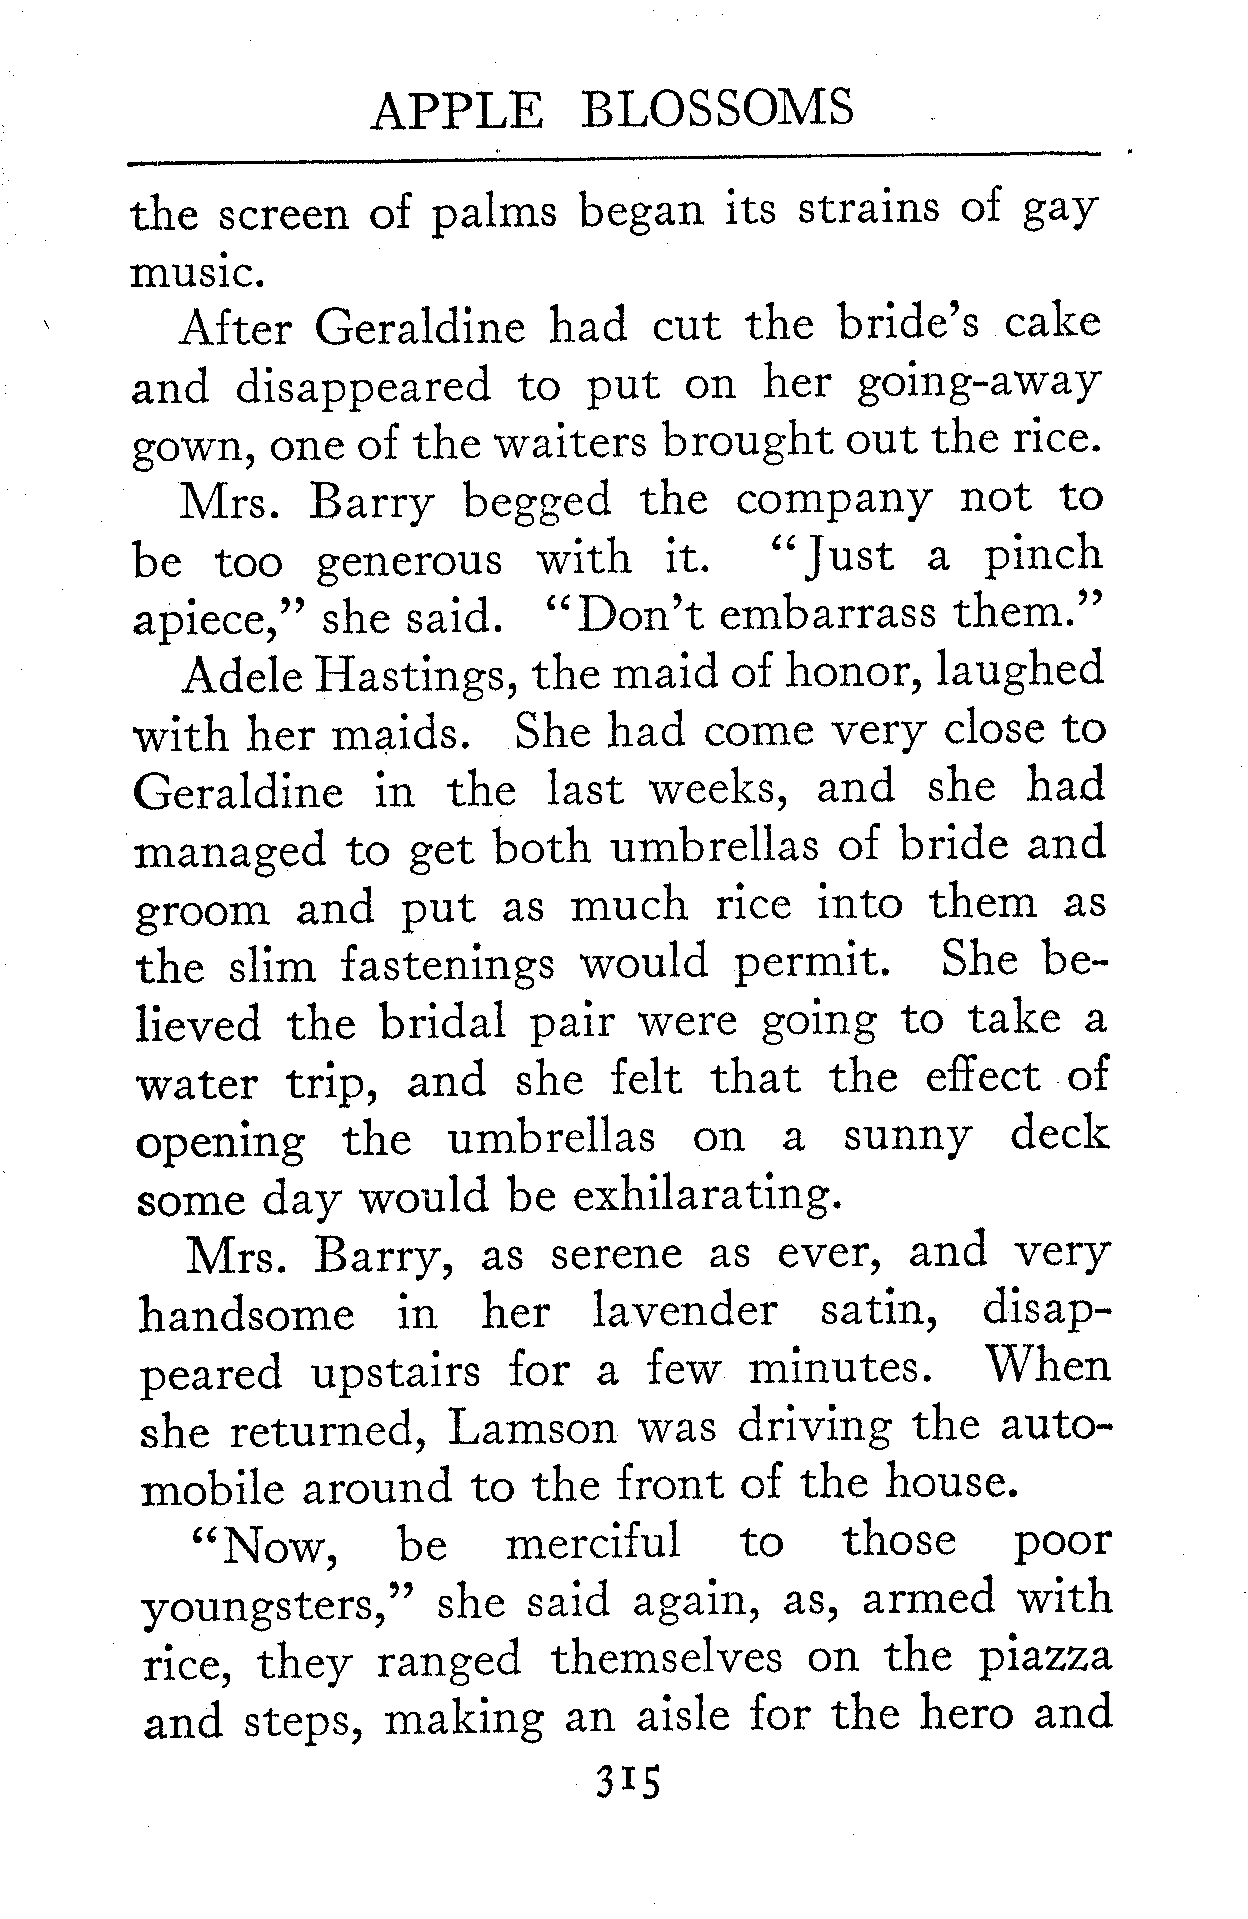 APPLE BLOSSOMS
the screen of palms began its strains of gay
music.
After Geraldine had cut the bride's cake
and disappeared to put on her going-away
gown, one of the waiters brought out the rice.
Mrs. Barry begged the company not to
be too generous with it. "Just a pinch
apiece," she said. "Don't embarrass them."
Adele Hastings, the maid of honor, laughed
with her maids. She had come very close to
Geraldine in the last weeks, and she had
managed to get both umbrellas of bride and
groom and put as much rice into them as
the slim fastenings would permit. She be-
lieved the bridal pair were going to take a
water trip, and she felt that the effect of
opening the umbrellas on a sunny deck
some day would be exhilarating.
Mrs. Barry, as serene as ever, and very
handsome in her lavender satin, disap-
peared upstairs for a few minutes. When
she returned, Lamson was driving the auto-
mobile around to the front of the house.
"Now, be merciful to those poor
youngsters," she said again, as, armed with
rice, they ranged themselves on the piazza
and steps, making an aisle for the hero and
315